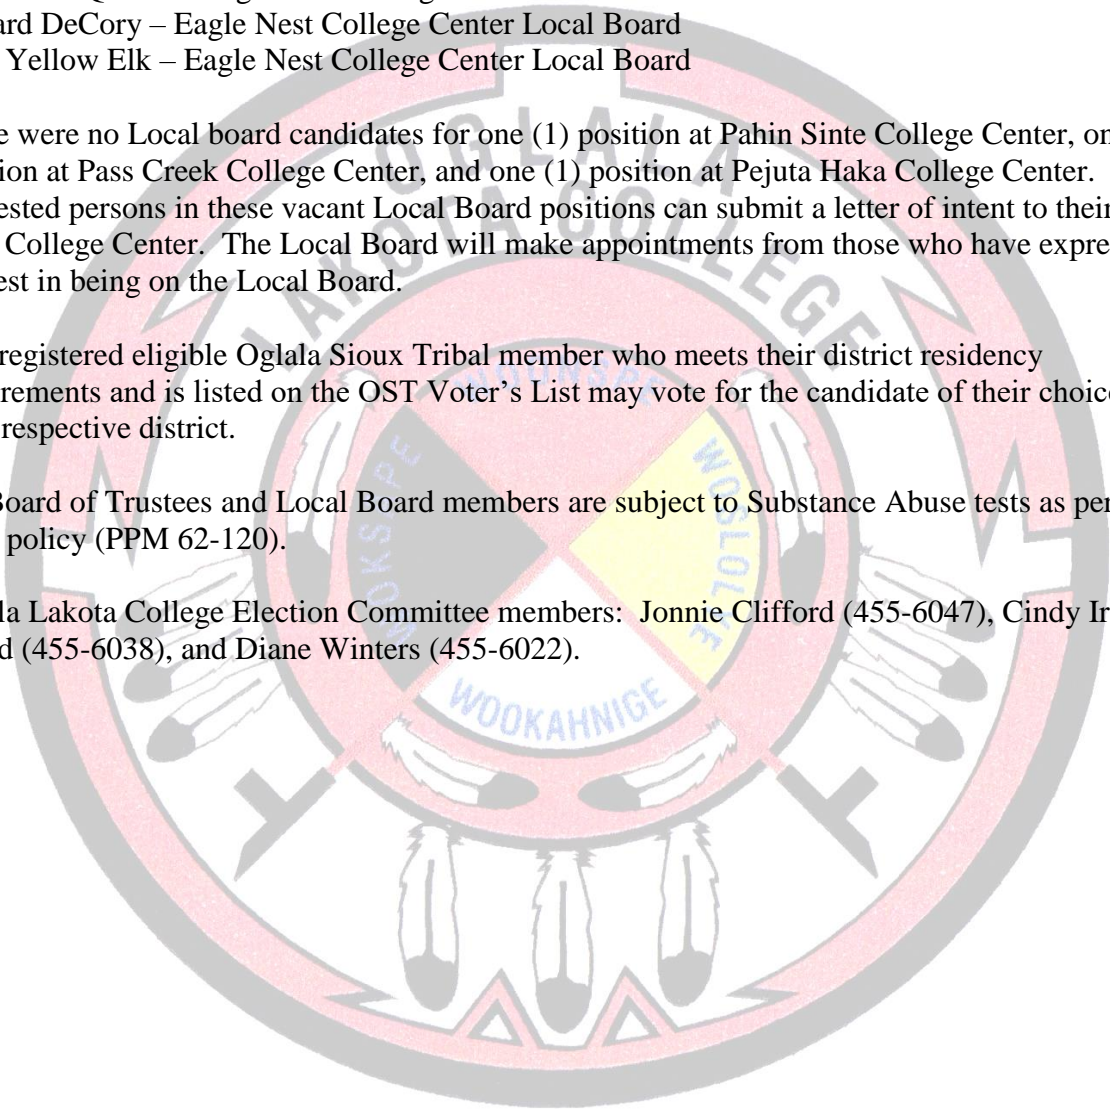 ard DeCory – Eagle Nest College Center Local Board
Yellow Elk – Eagle Nest College Center Local Board
e were no Local board candidates for one (1) position at Pahin Sinte College Center, on
ion at Pass Creek College Center, and one (1) position at Pejuta Haka College Center.
ested persons in these vacant Local Board positions can submit a letter of intent to their
College Center.  The Local Board will make appointments from those who have expre
est in being on the Local Board.
registered eligible Oglala Sioux Tribal member who meets their district residency
rements and is listed on the OST Voter’s List may vote for the candidate of their choice
respective district.
Board of Trustees and Local Board members are subject to Substance Abuse tests as per
policy (PPM 62-120).
la Lakota College Election Committee members:  Jonnie Clifford (455-6047), Cindy Ir
d (455-6038), and Diane Winters (455-6022).
OGLALA
LAKOTA COLLEGE
WOUNSPE
WOKSAPE
WOSLOLYE
WOOKAHNIGE